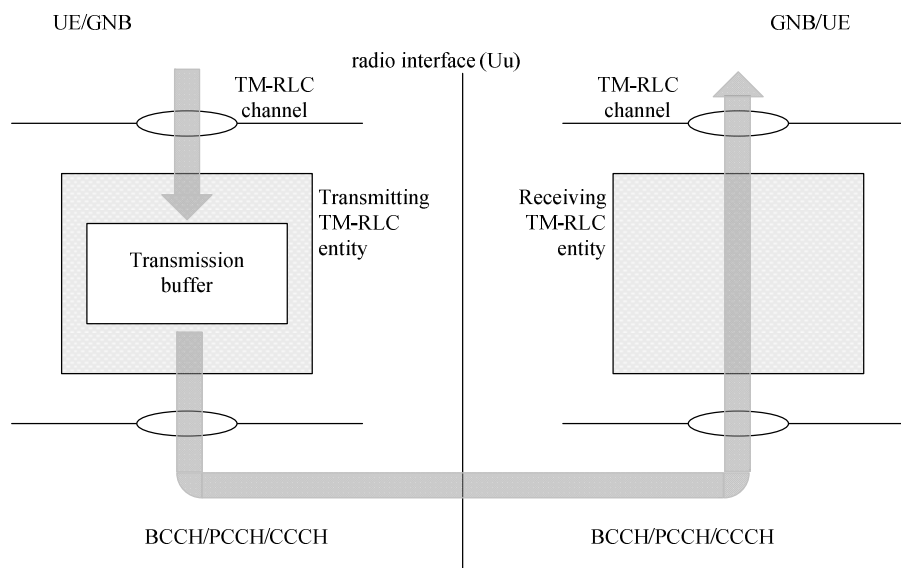 UE/GNB
GNB/UE
radio interface (Uu)
TM-RLC
channel
TM-RLC
channel
Transmitting
TM-RLC
entity
Receiving
TM-RLC
entity
Transmission
buffer
BCCH/PCCH/CCCH
BCCH/PCCH/CCCH